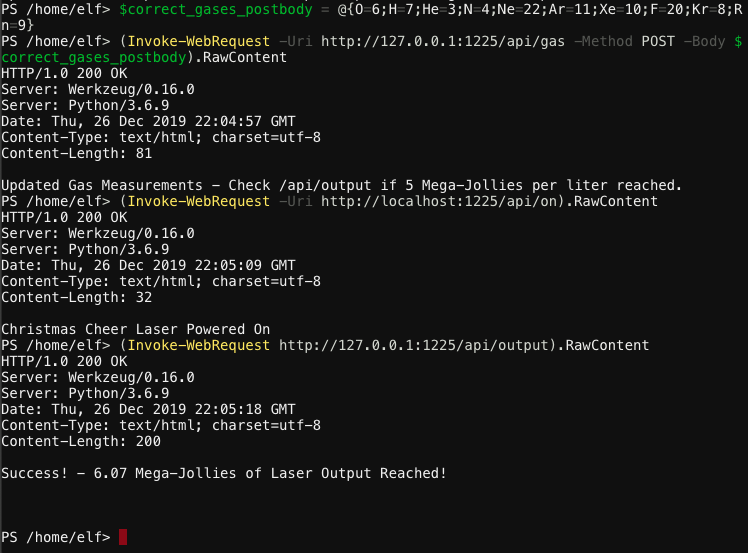 PS /home/elf> $correct_gases_postbody = @{O=6;H=7;He=3;N=4;Ne=22;Ar=11;Xe=10;F=20;Kr=8;R
n=9}
PS /home/elf> (Invoke-WebRequest -Uri http://127.0.0.1:1225/api/gas -Method POST -Body $
correct_gases_postbody).RawContent
HTTP/1.0 200 OK
Server: Werkzeug/0.16.0
Server: Python/3.6.9
Date: Thu, 26 Dec 2019 22:04:57 GMT
Content-Type: text/html; charset=utf-8
Content-Length: 81

Updated Gas Measurements - Check /api/output if 5 Mega-Jollies per liter reached.
PS /home/elf> (Invoke-WebRequest -Uri http://localhost:1225/api/on).RawContent
HTTP/1.0 200 OK
Server: Werkzeug/0.16.0
Server: Python/3.6.9
Date: Thu, 26 Dec 2019 22:05:09 GMT
Content-Type: text/html; charset=utf-8
Content-Length: 32

Christmas Cheer Laser Powered On
PS /home/elf> (Invoke-WebRequest http://127.0.0.1:1225/api/output).RawContent
HTTP/1.0 200 OK
Server: Werkzeug/0.16.0
Server: Python/3.6.9
Date: Thu, 26 Dec 2019 22:05:18 GMT
Content-Type: text/html; charset=utf-8
Content-Length: 200

Success! - 6.07 Mega-Jollies of Laser Output Reached!

PS /home/elf>